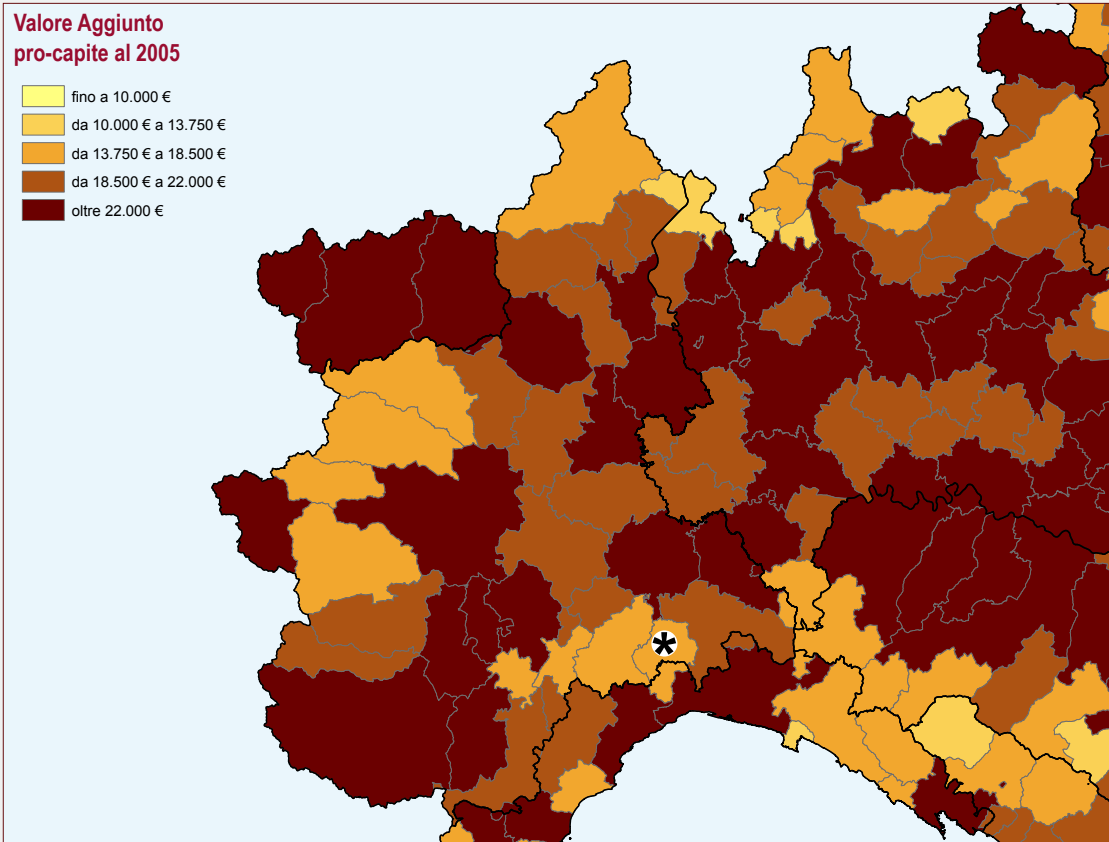 Valore Aggiunto
pro-capite al 2005
fino a 10.000 €
da 10.000 € a 13.750 €
da 13.750 € a 18.500 €
da 18.500 € a 22.000 €
oltre 22.000 €
*